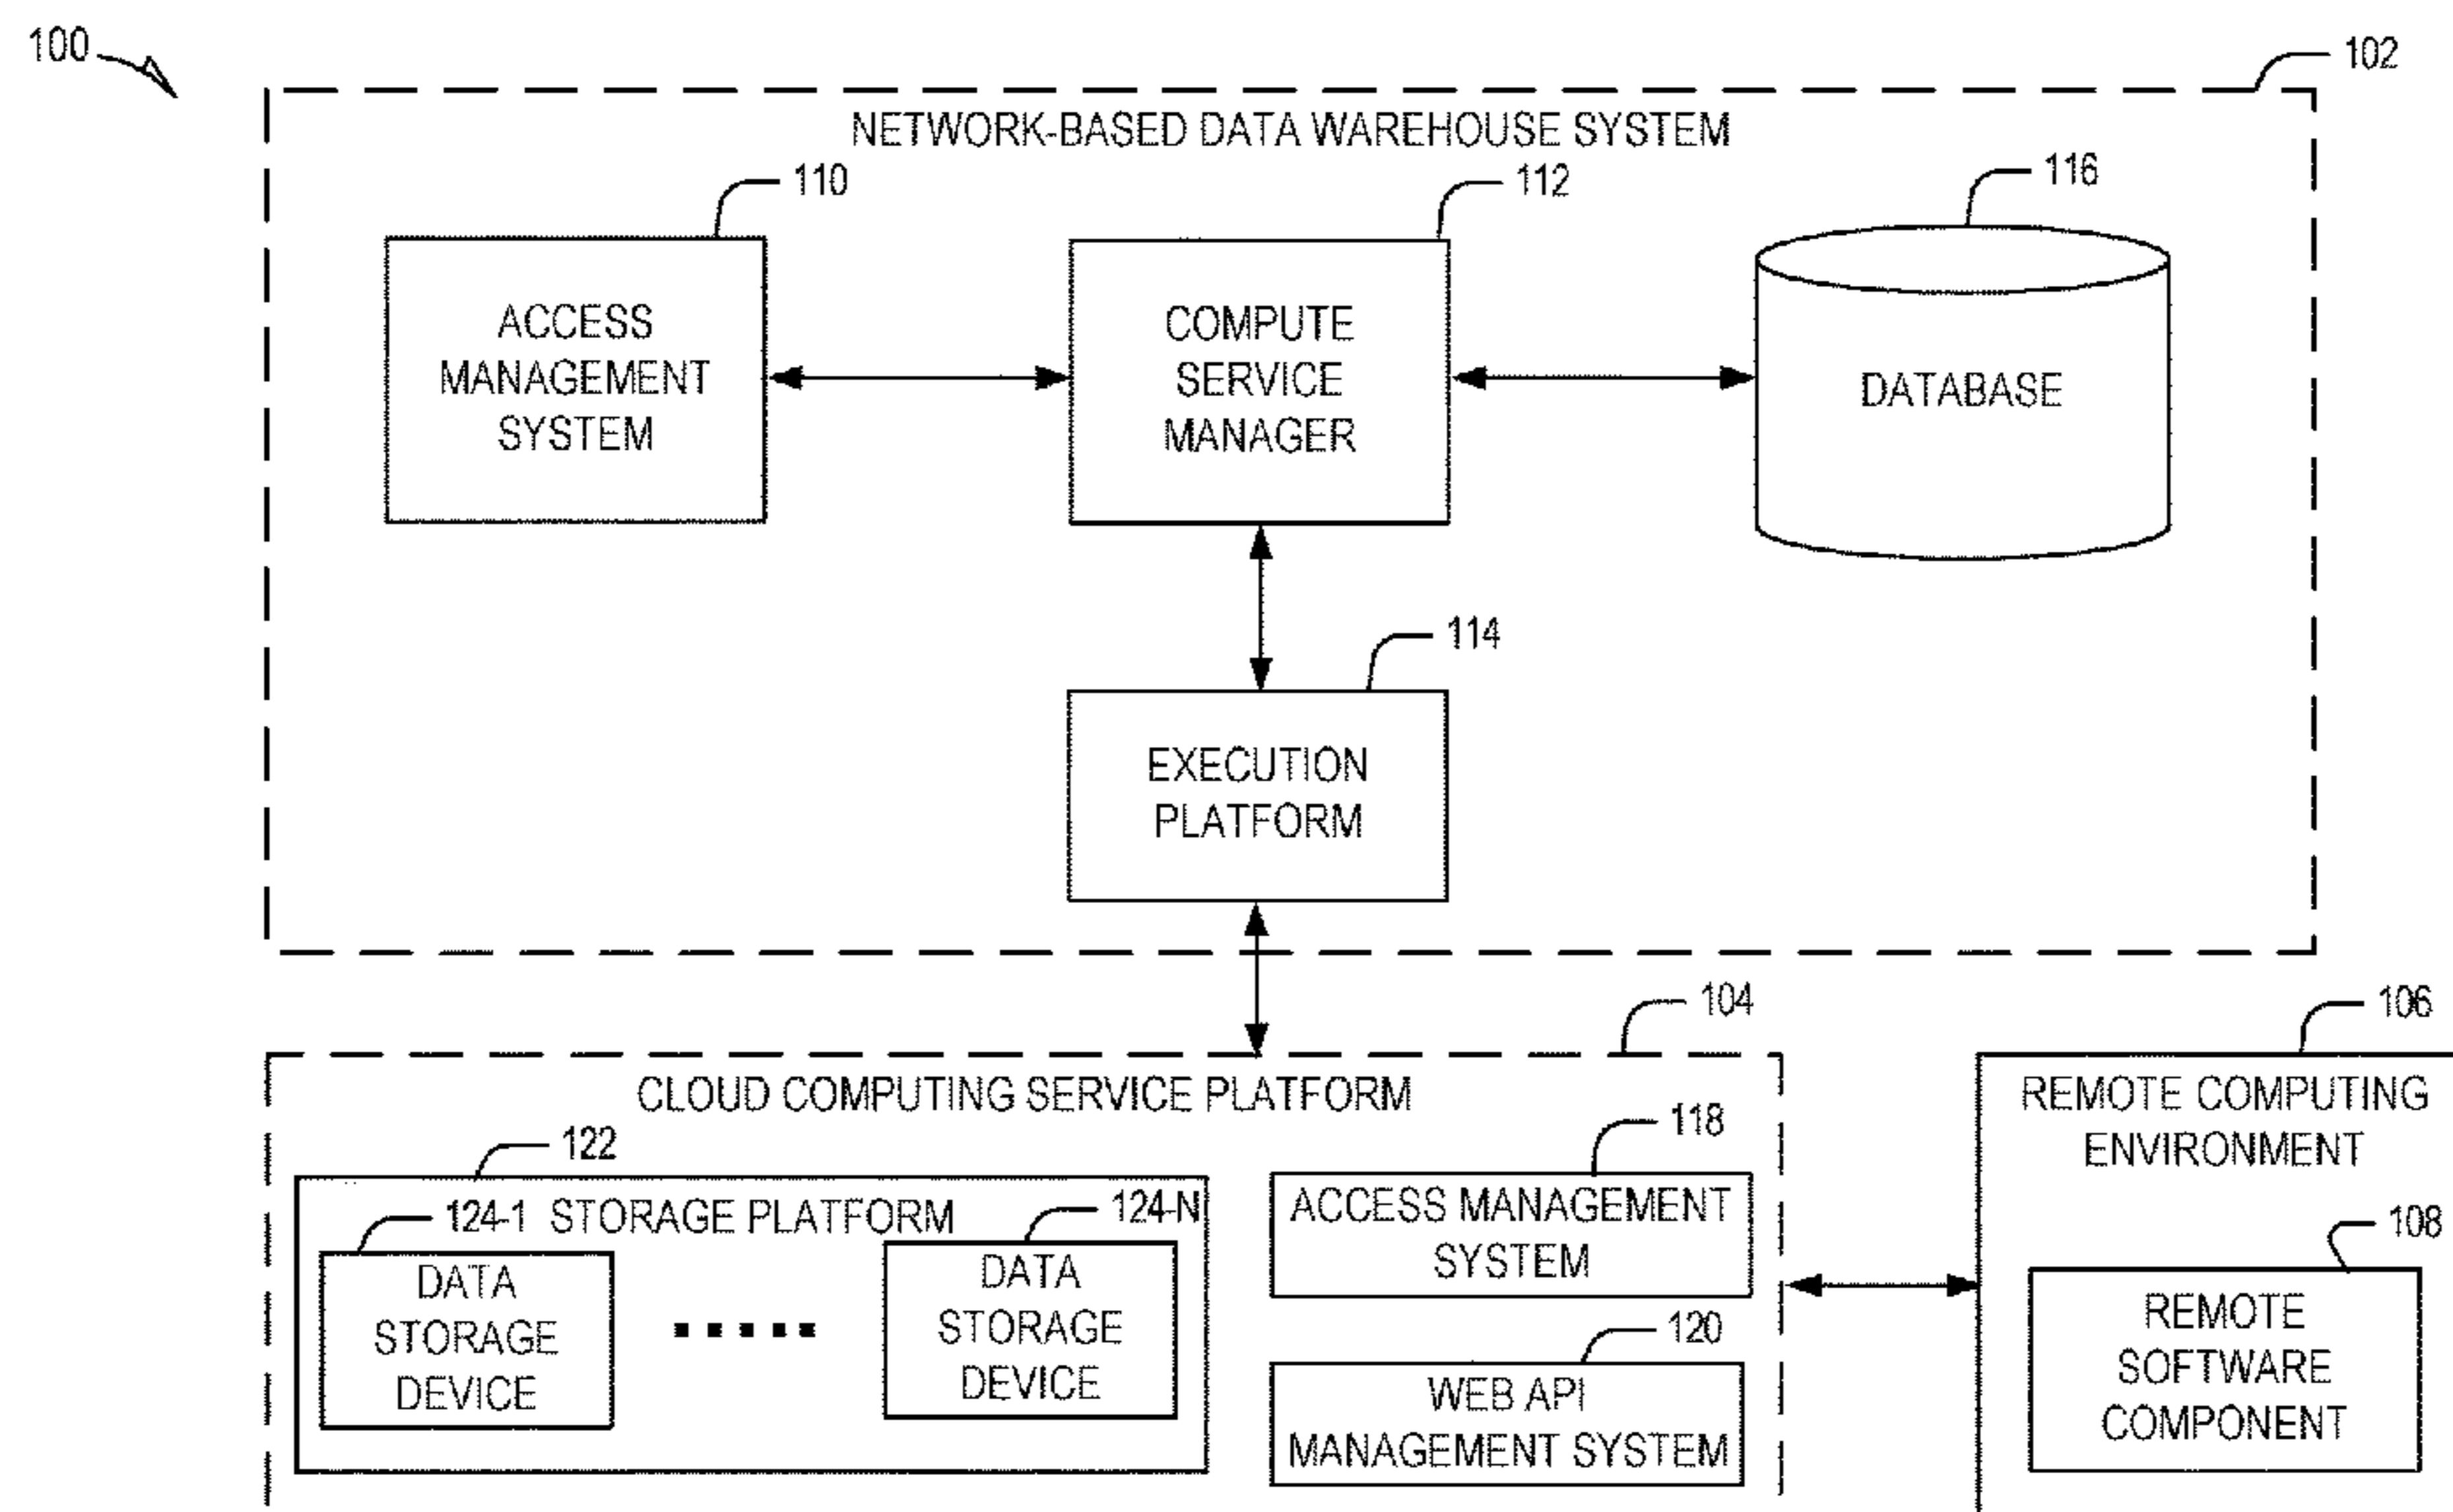 100
102
NETWORK-BASED DATA WAREHOUSE SYSTEM
110
112
116
ACCESS
MANAGEMENT
SYSTEM
COMPUTE
SERVICE
MANAGER
DATABASE
114
EXECUTION
PLATFORM
104
106
CLOUD COMPUTING SERVICE PLATFORM
122
124-1 STORAGE PLATFORM
124-N
DATA
STORAGE
DEVICE
DATA
STORAGE
DEVICE
118
ACCESS MANAGEMENT
SYSTEM
120
WEB API
MANAGEMENT SYSTEM
REMOTE COMPUTING
ENVIRONMENT
108
REMOTE
SOFTWARE
COMPONENT